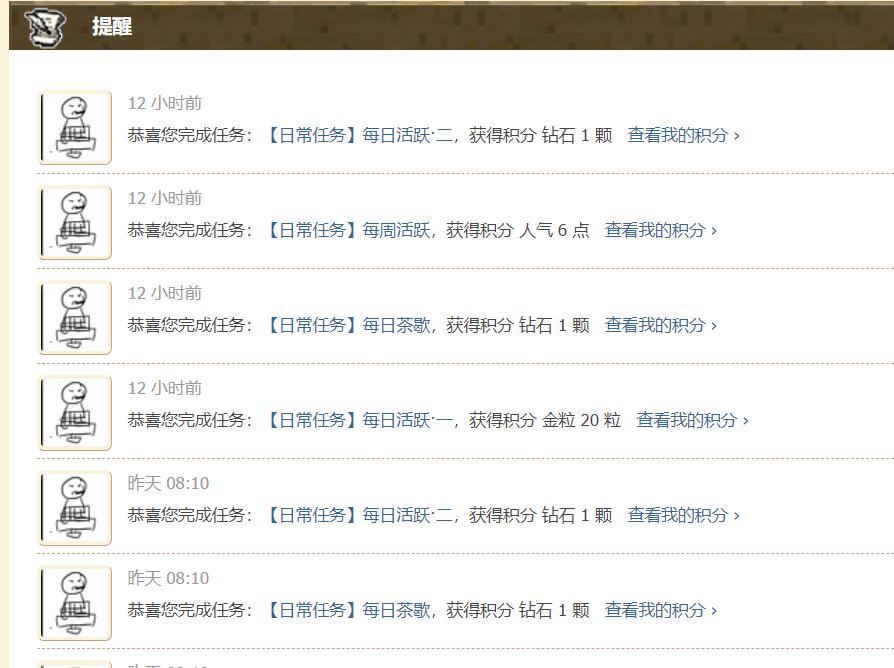 提醒
12 小时前
恭喜您完成任务：【日常任务】每日活跃·二，获得积分 钻石 1 颗 查看我的积分 ›
12 小时前
恭喜您完成任务：【日常任务】每周活跃，获得积分 人气 6 点 查看我的积分 ›
12 小时前
恭喜您完成任务：【日常任务】每日茶歇，获得积分 钻石 1 颗 查看我的积分 ›
12 小时前
恭喜您完成任务：【日常任务】每日活跃·一，获得积分 金粒 20 粒 查看我的积分 ›
昨天 08:10
恭喜您完成任务：【日常任务】每日活跃·二，获得积分 钻石 1 颗 查看我的积分 ›
昨天 08:10
恭喜您完成任务：【日常任务】每日茶歇，获得积分 钻石 1 颗 查看我的积分 ›